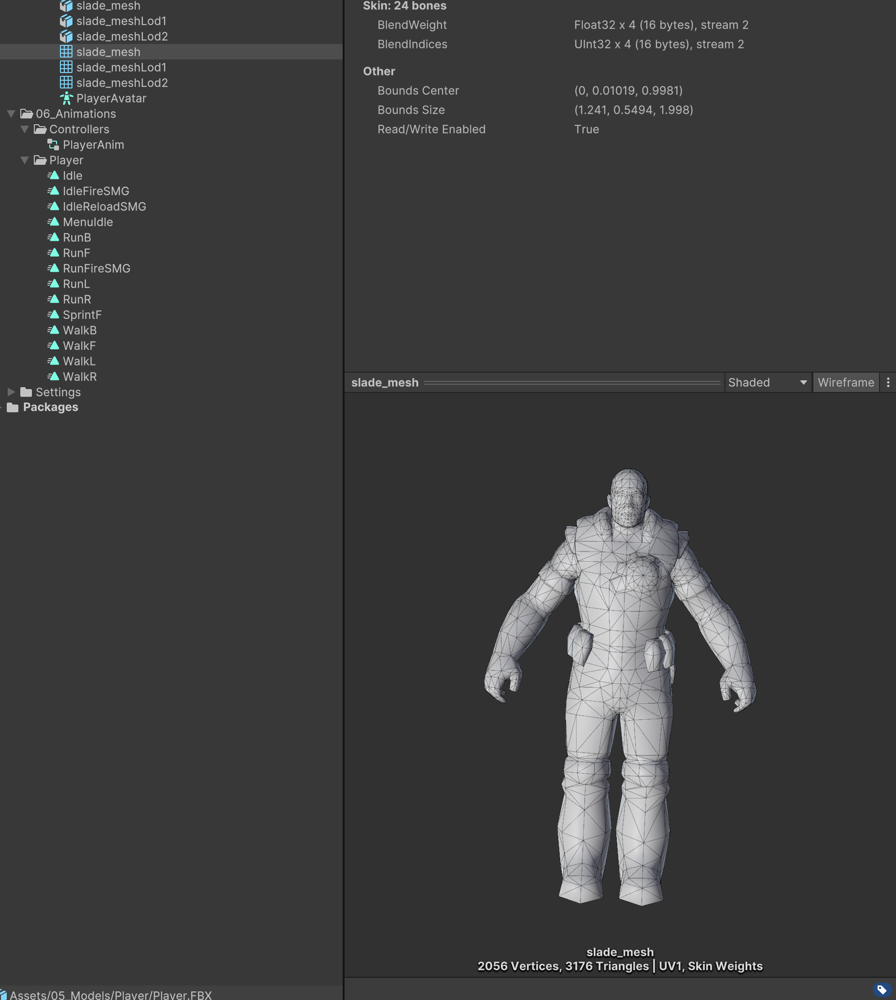 slade_mesh
slade_meshLod1
slade_meshLod2
slade_mesh
slade_meshLod1
slade_meshLod2
PlayerAvatar
06_Animations
Controllers
PlayerAnim
Player
Idle
IdleFireSMG
IdleReloadSMG
MenuIdle
RunB
RunF
RunFireSMG
RunL
RunR
SprintF
WalkB
WalkF
WalkL
WalkR
Settings
Packages
Assets/05_Models/Player/Player.FBX
Skin: 24 bones
BlendWeight Float32 x 4 (16 bytes), stream 2
BlendIndices UInt32 x 4 (16 bytes), stream 2
Other
Bounds Center (0, 0.01019, 0.9981)
Bounds Size (1.241, 0.5494, 1.998)
Read/Write Enabled True
slade_mesh Shaded Wireframe
slade_mesh
2056 Vertices, 3176 Triangles | UV1, Skin Weights